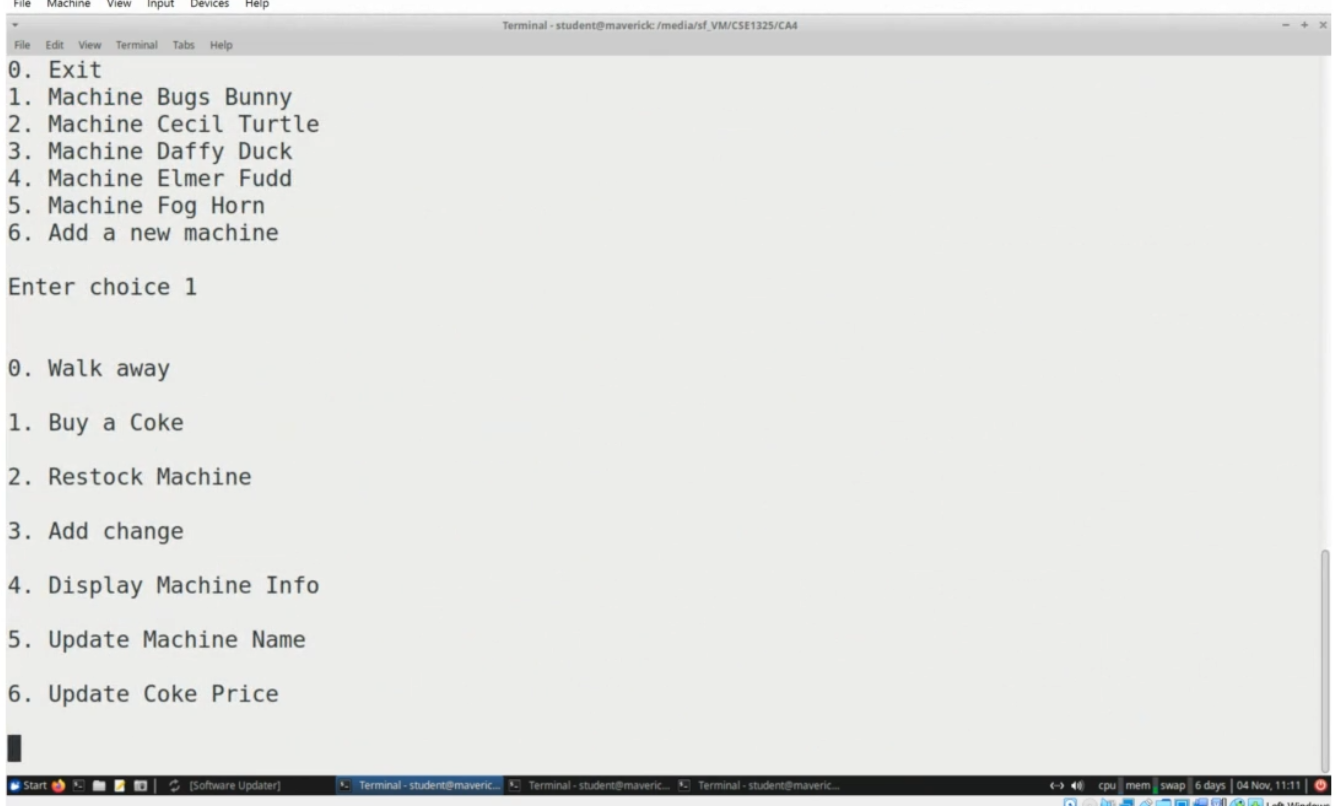 File Machine View Input Devices Help
Terminal - student@maverick: /media/sf_VM/CSE1325/CA4
File Edit View Terminal Tabs Help
0. Exit
1. Machine Bugs Bunny
2. Machine Cecil Turtle
3. Machine Daffy Duck
4. Machine Elmer Fudd
5. Machine Fog Horn
6. Add a new machine
Enter choice 1
0. Walk away
1. Buy a Coke
2. Restock Machine
3. Add change
4. Display Machine Info
5. Update Machine Name
6. Update Coke Price
Start [Software Updater] Terminal - student@maveric... Terminal - student@maveric... Terminal - student@maveric... cpu mem swap 6 days 04 Nov, 11:11
Left Windows